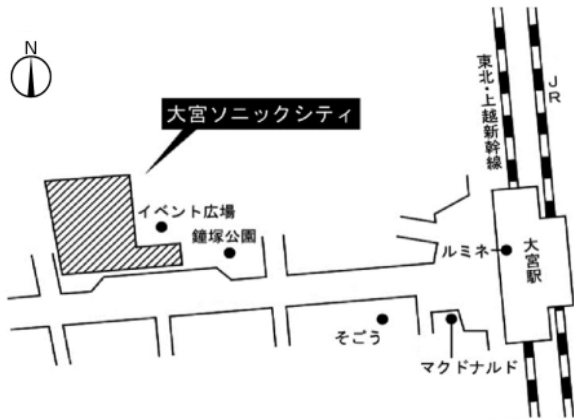 N
東北・上越新幹線
JR
大宮ソニックシティ
イベント広場
鐘塚公園
ルミネ
大宮駅
そごう
マクドナルド